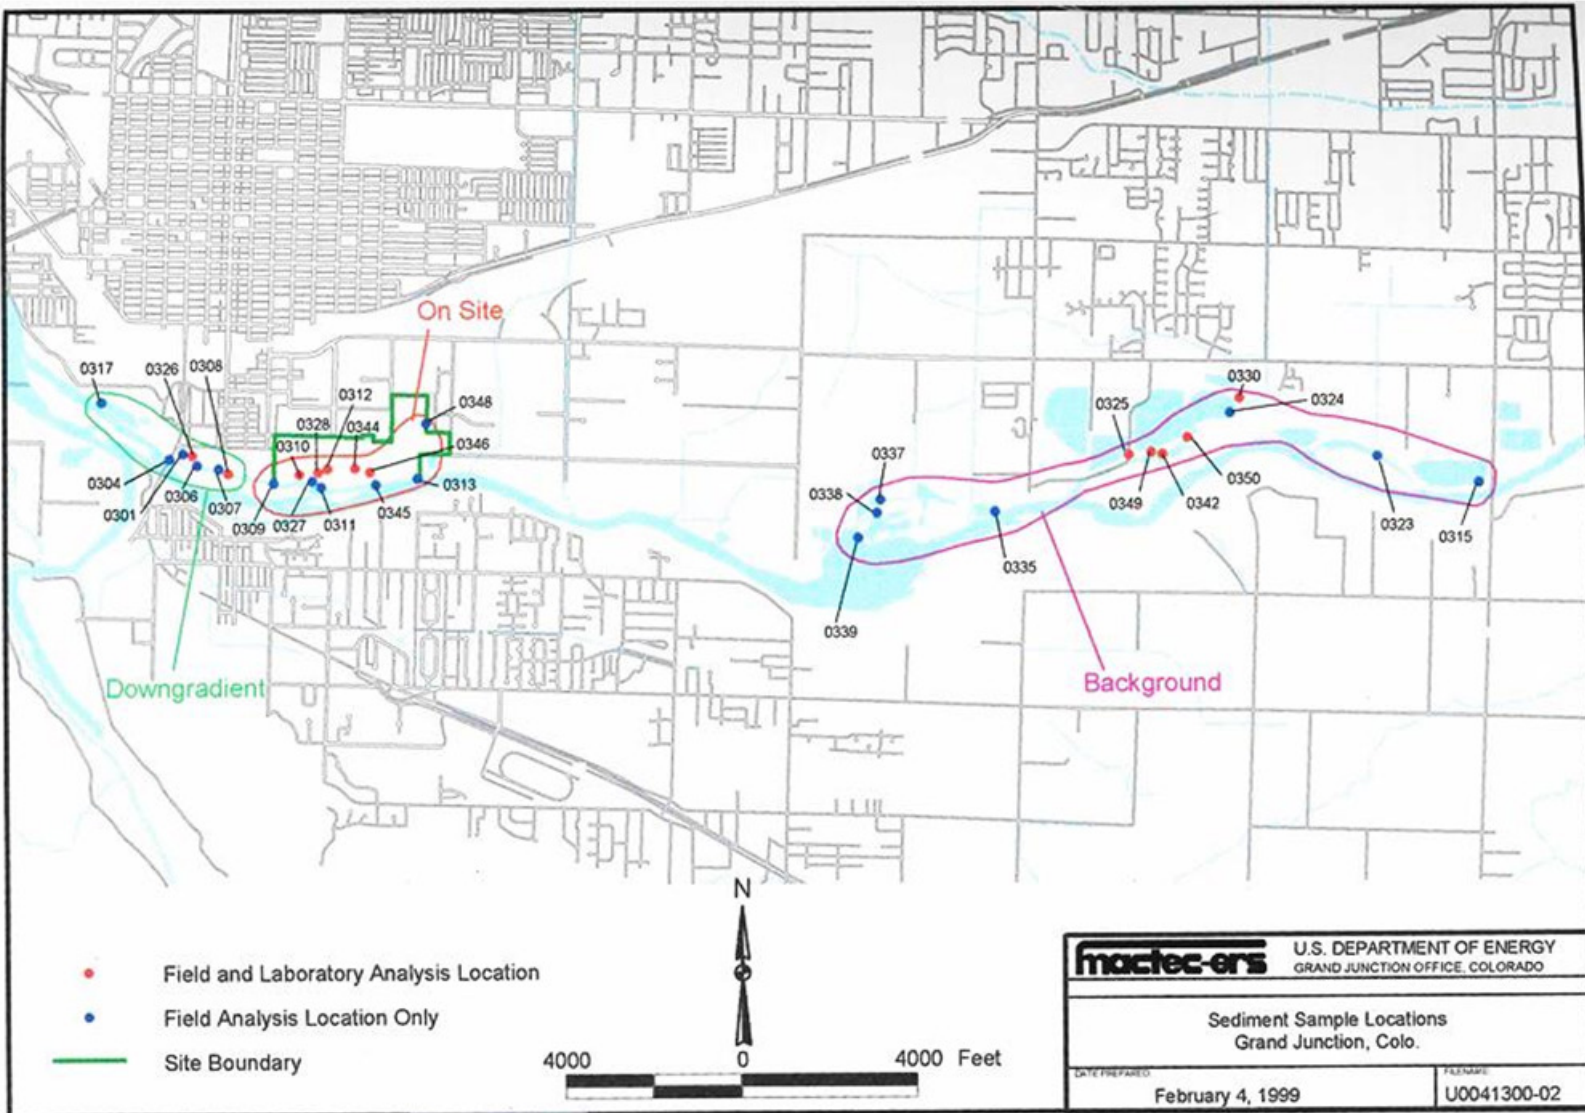 On Site
0317
0326
0308
0312
0348
0328
0344
0310
0346
0304
0301
0306
0307
0309
0327
0311
0345
0313
Downgradient
0330
0324
0325
0337
0338
0350
0349
0342
0323
0315
0335
0339
Background
N
Field and Laboratory Analysis Location
Field Analysis Location Only
Site Boundary
4000 0 4000 Feet
mactec-ers
U.S. DEPARTMENT OF ENERGY
GRAND JUNCTION OFFICE, COLORADO
Sediment Sample Locations
Grand Junction, Colo.
DATE PREPARED:
February 4, 1999
FILENAME:
U0041300-02